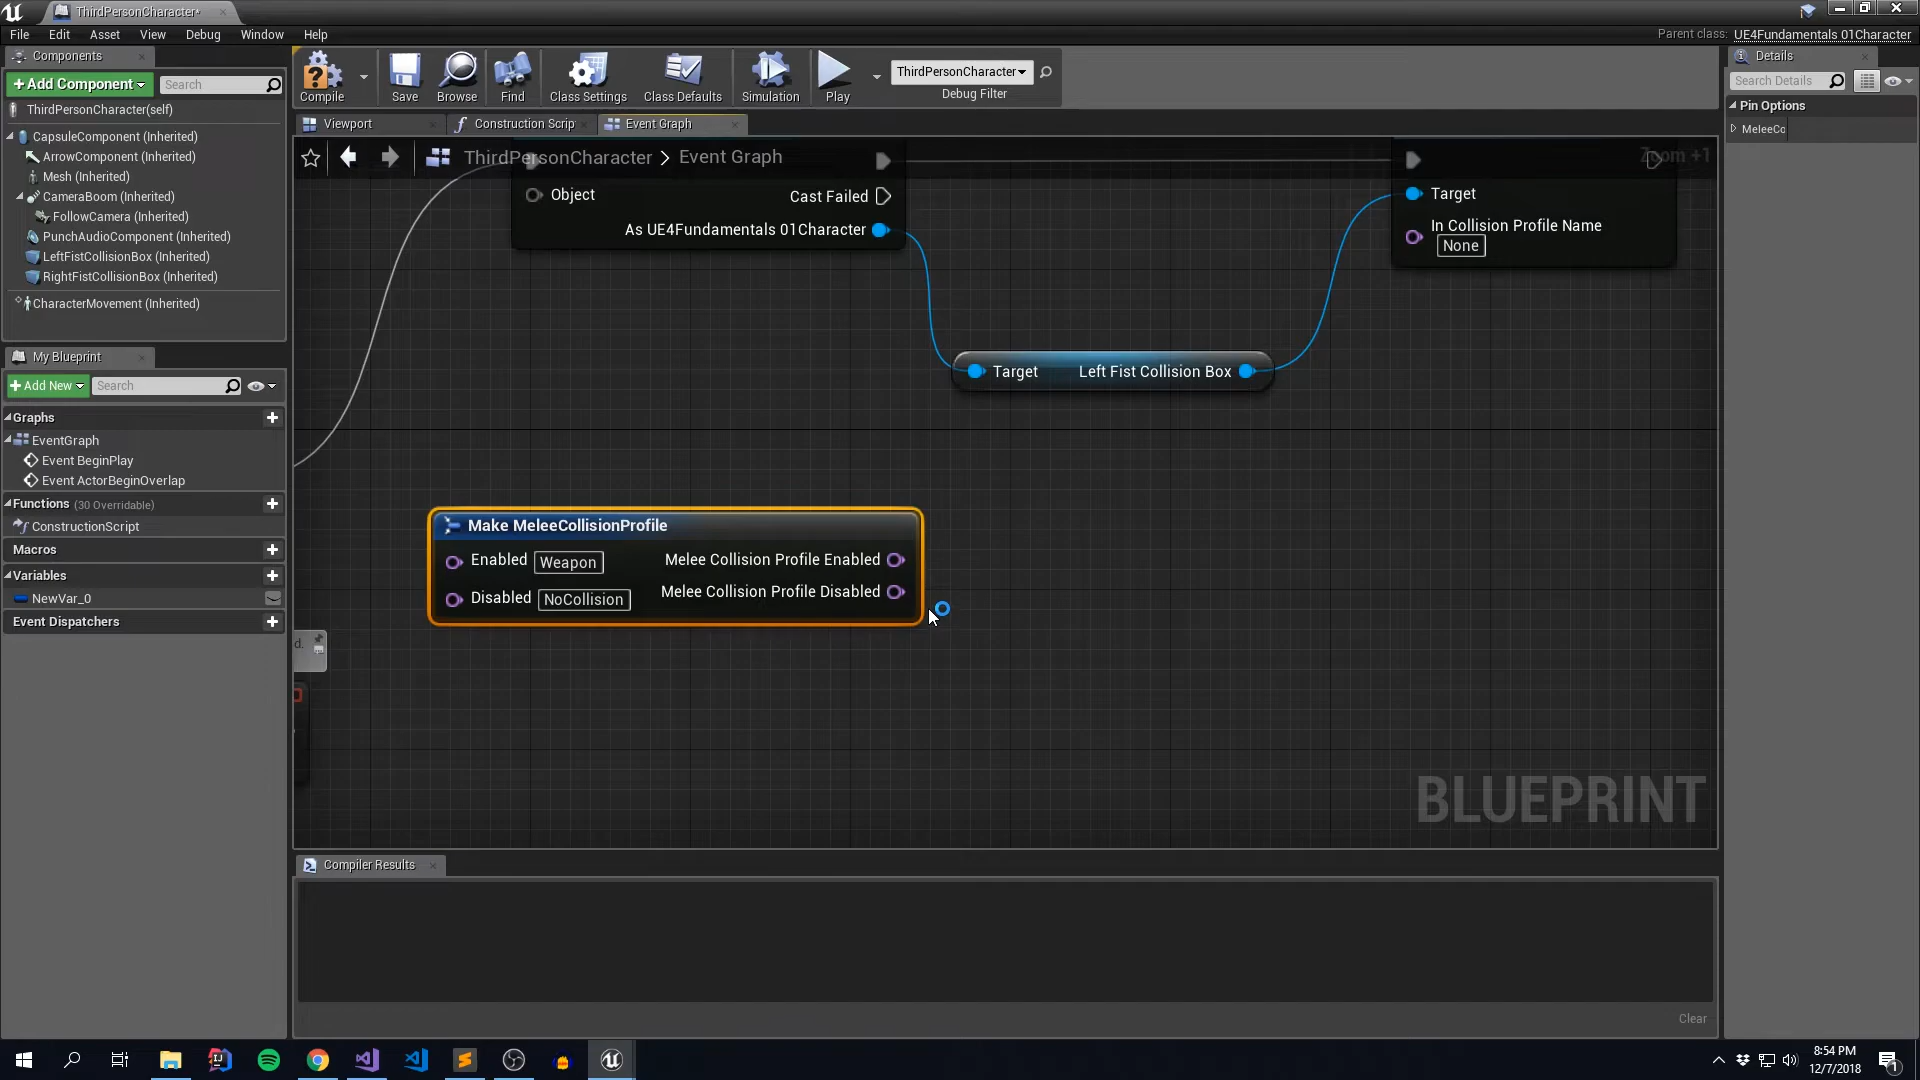 ThirdPersonCharacter*
File Edit Asset View Debug Window Help
Parent class: UE4Fundamentals 01Character
Components
+Add Component
Search
ThirdPersonCharacter(self)
CapsuleComponent (Inherited)
ArrowComponent (Inherited)
Mesh (Inherited)
CameraBoom (Inherited)
FollowCamera (Inherited)
PunchAudioComponent (Inherited)
LeftFistCollisionBox (Inherited)
RightFistCollisionBox (Inherited)
CharacterMovement (Inherited)
My Blueprint
+Add New
Search
Graphs
EventGraph
Event BeginPlay
Event ActorBeginOverlap
Functions (30 Overridable)
ConstructionScript
Macros
Variables
NewVar_0
Event Dispatchers
Compile
Save
Browse
Find
Class Settings
Class Defaults
Simulation
Play
ThirdPersonCharacter
Debug Filter
Viewport
Construction Scrip
Event Graph
ThirdPersonCharacter > Event Graph
Zoom +1
Object
Cast Failed
As UE4Fundamentals 01Character
Target
In Collision Profile Name
None
Target Left Fist Collision Box
Make MeleeCollisionProfile
Enabled Weapon Melee Collision Profile Enabled
Disabled NoCollision Melee Collision Profile Disabled
d.
BLUEPRINT
Compiler Results
Clear
Details
Search Details
Pin Options
MeleeCo
8:54 PM
12/7/2018
1